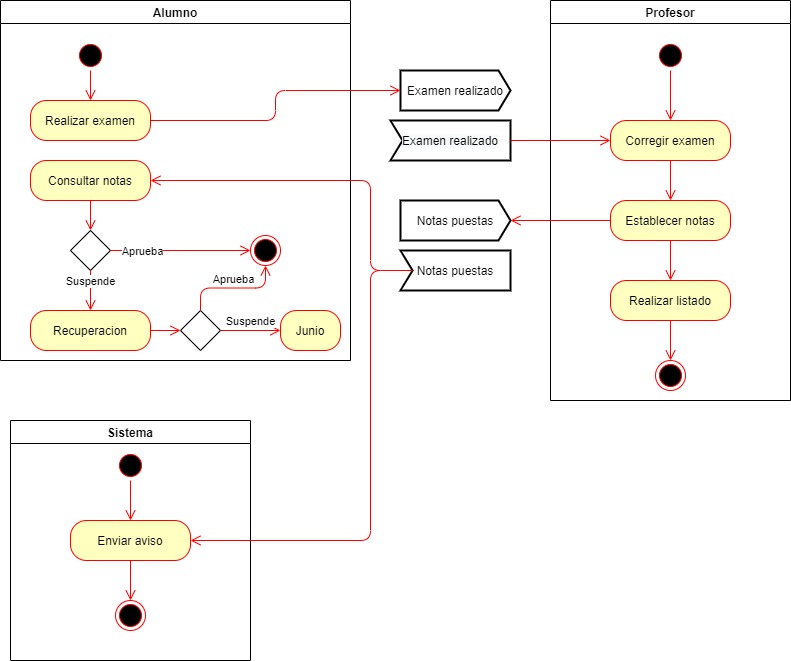 Alumno
Profesor
Examen realizado
Realizar examen
Examen realizado
Corregir examen
Consultar notas
Notas puestas
Establecer notas
Aprueba
Notas puestas
Suspende
Aprueba
Realizar listado
Suspende
Recuperacion
Junio
Sistema
Enviar aviso